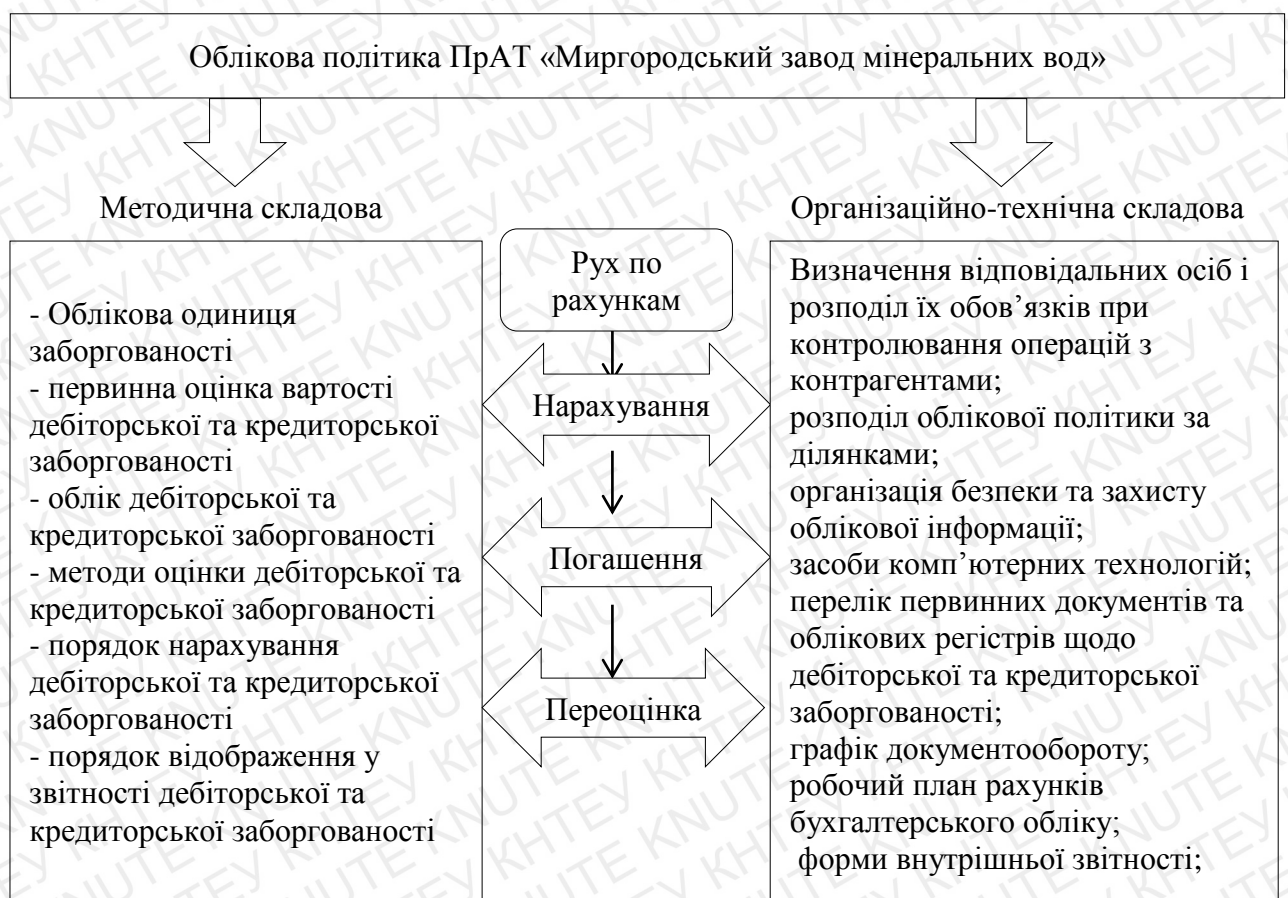 Облікова політика ПрАТ «Миргородський завод мінеральних вод»
Методична складова
Організаційно-технічна складова
- Облікова одиниця
заборгованості
- первинна оцінка вартості
дебіторської та кредиторської
заборгованості
- облік дебіторської та
кредиторської заборгованості
- методи оцінки дебіторської та
кредиторської заборгованості
- порядок нарахування
дебіторської та кредиторської
заборгованості
- порядок відображення у
звітності дебіторської та
кредиторської заборгованості
Рух по
рахункам
Нарахування
Погашення
Переоцінка
Визначення відповідальних осіб і
розподіл їх обов’язків при
контролювання операцій з
контрагентами;
розподіл облікової політики за
ділянками;
організація безпеки та захисту
облікової інформації;
засоби комп’ютерних технологій;
перелік первинних документів та
облікових регістрів щодо
дебіторської та кредиторської
заборгованості;
графік документообороту;
робочий план рахунків
бухгалтерського обліку;
форми внутрішньої звітності;